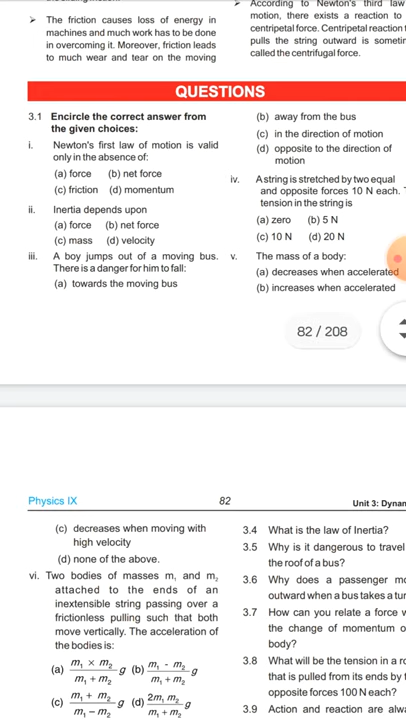 ➢ The friction causes loss of energy in
machines and much work has to be done
in overcoming it. Moreover, friction leads
to much wear and tear on the moving
According to Newton's third law
motion, there exists a reaction to
centripetal force. Centripetal reaction
pulls the string outward is
called the centrifugal force.
QUESTIONS
3.1 Encircle the correct answer from
the given choices:
i. Newton's first law of motion is valid
only in the absence of:
(a) force (b) net force
(c) friction (d) momentum
ii. Inertia depends upon
(a) force (b) net force
(c) mass (d) velocity
iii. A boy jumps out of a moving bus.
There is a danger for him to fall:
(a) towards the moving bus
(b) away from the bus
(c) in the direction of motion
(d) opposite to the direction of
motion
iv. A string is stretched by two equal
and opposite forces 10 N each.
tension in the string is
(a) zero (b) 5 N
(c) 10 N (d) 20 N
v. The mass of a body:
(a) decreases when accelerated
(b) increases when accelerated
82 / 208
Physics IX 82 Unit 3:
(c) decreases when moving with
high velocity
(d) none of the above.
vi. Two bodies of masses m₁ and m₂
attached to the ends of an
inextensible string passing over a
frictionless pulling such that both
move vertically. The acceleration of
the bodies is:
(a) m₁ × m₂ / m₁ + m₂ g (b) m₁ - m₂ / m₁ + m₂ g
(c) m₁ + m₂ / m₁ − m₂ g (d) 2m₁ m₂ / m₁ + m₂ g
3.4 What is the law of Inertia?
3.5 Why is it dangerous to travel
the roof of a bus?
3.6 Why does a passenger
outward when a bus takes a
3.7 How can you relate a force
the change of momentum
body?
3.8 What will be the tension in a
that is pulled from its ends by
opposite forces 100 N each?
3.9 Action and reaction are